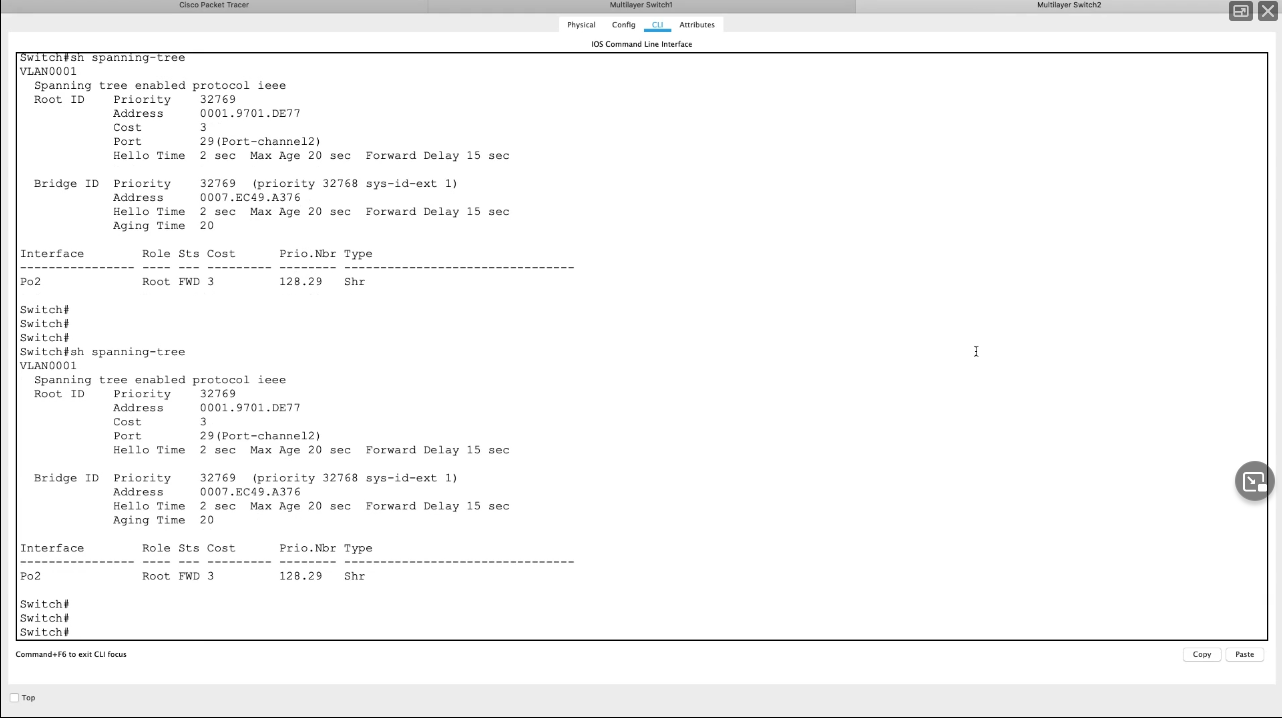 Cisco Packet Tracer
Multilayer Switch1
Multilayer Switch2
Physical Config CLI Attributes
IOS Command Line Interface
Switch#sh spanning-tree
VLAN0001
  Spanning tree enabled protocol ieee
  Root ID    Priority    32769
             Address     0001.9701.DE77
             Cost        3
             Port        29(Port-channel2)
             Hello Time  2 sec  Max Age 20 sec  Forward Delay 15 sec
  Bridge ID  Priority    32769  (priority 32768 sys-id-ext 1)
             Address     0007.EC49.A376
             Hello Time  2 sec  Max Age 20 sec  Forward Delay 15 sec
             Aging Time  20
Interface        Role Sts Cost      Prio.Nbr Type
---------------- ---- --- --------- -------- --------------------------------
Po2              Root FWD 3         128.29   Shr
Switch#
Switch#
Switch#
Switch#sh spanning-tree
VLAN0001
  Spanning tree enabled protocol ieee
  Root ID    Priority    32769
             Address     0001.9701.DE77
             Cost        3
             Port        29(Port-channel2)
             Hello Time  2 sec  Max Age 20 sec  Forward Delay 15 sec
  Bridge ID  Priority    32769  (priority 32768 sys-id-ext 1)
             Address     0007.EC49.A376
             Hello Time  2 sec  Max Age 20 sec  Forward Delay 15 sec
             Aging Time  20
Interface        Role Sts Cost      Prio.Nbr Type
---------------- ---- --- --------- -------- --------------------------------
Po2              Root FWD 3         128.29   Shr
Switch#
Switch#
Switch#
Command+F6 to exit CLI focus
Copy Paste
Top